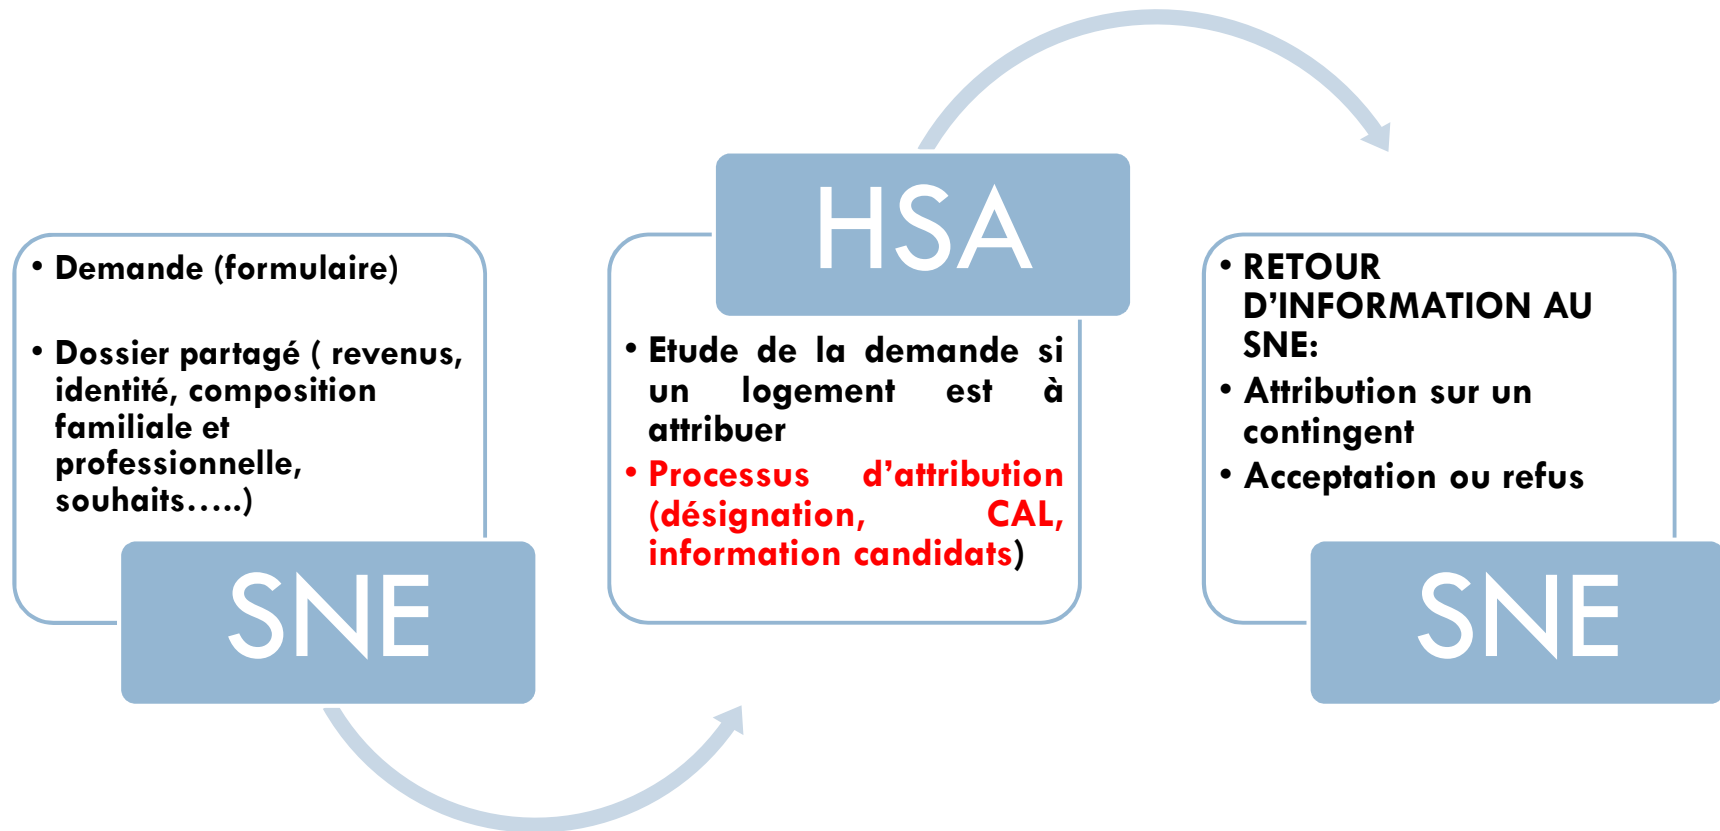 • Demande (formulaire)
• Dossier partagé ( revenus,
identité, composition
familiale et
professionnelle,
souhaits…..)
SNE
HSA
• Etude de la demande si
un logement est à
attribuer
• Processus d’attribution
(désignation, CAL,
information candidats)
• RETOUR
D’INFORMATION AU
SNE:
• Attribution sur un
contingent
• Acceptation ou refus
SNE